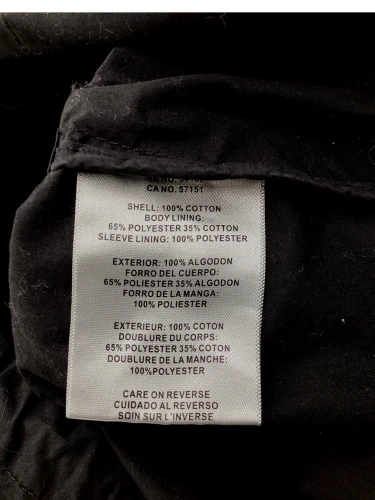 CA NO. 57151
SHELL: 100% COTTON
BODY LINING:
65% POLYESTER 35% COTTON
SLEEVE LINING: 100% POLYESTER
EXTERIOR: 100% ALGODON
FORRO DEL CUERPO:
65% POLIESTER 35% ALGODON
FORRO DE LA MANGA:
100% POLIESTER
EXTERIEUR: 100% COTON
DOUBLURE DU CORPS:
65% POLYESTER 35% COTON
DOUBLURE DE LA MANCHE:
100%POLYESTER
CARE ON REVERSE
CUIDADO AL REVERSO
SOIN SUR L'INVERSE